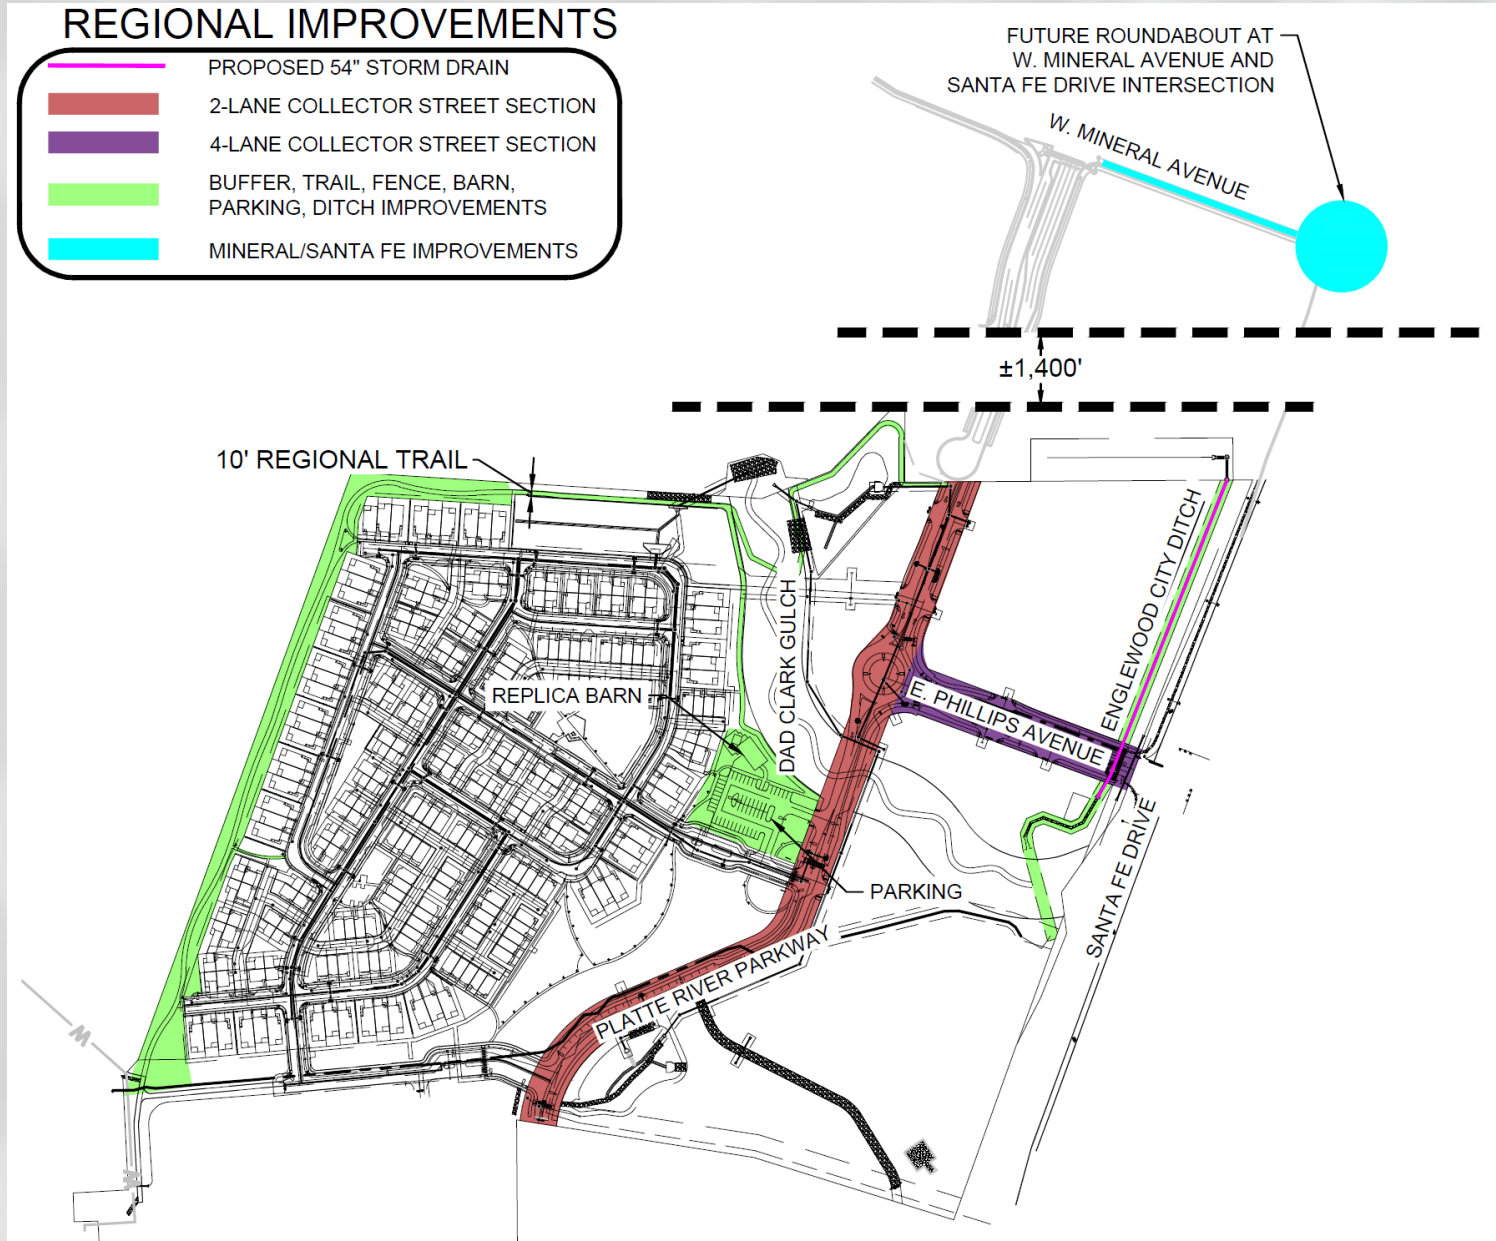 REGIONAL IMPROVEMENTS
PROPOSED 54" STORM DRAIN
2-LANE COLLECTOR STREET SECTION
4-LANE COLLECTOR STREET SECTION
BUFFER, TRAIL, FENCE, BARN,
PARKING, DITCH IMPROVEMENTS
MINERAL/SANTA FE IMPROVEMENTS
FUTURE ROUNDABOUT AT
W. MINERAL AVENUE AND
SANTA FE DRIVE INTERSECTION
W. MINERAL AVENUE
±1,400'
10' REGIONAL TRAIL
ENGLEWOOD CITY DITCH
DAD CLARK GULCH
REPLICA BARN
E. PHILLIPS AVENUE
PARKING
SANTA FE DRIVE
PLATTE RIVER PARKWAY
W
W